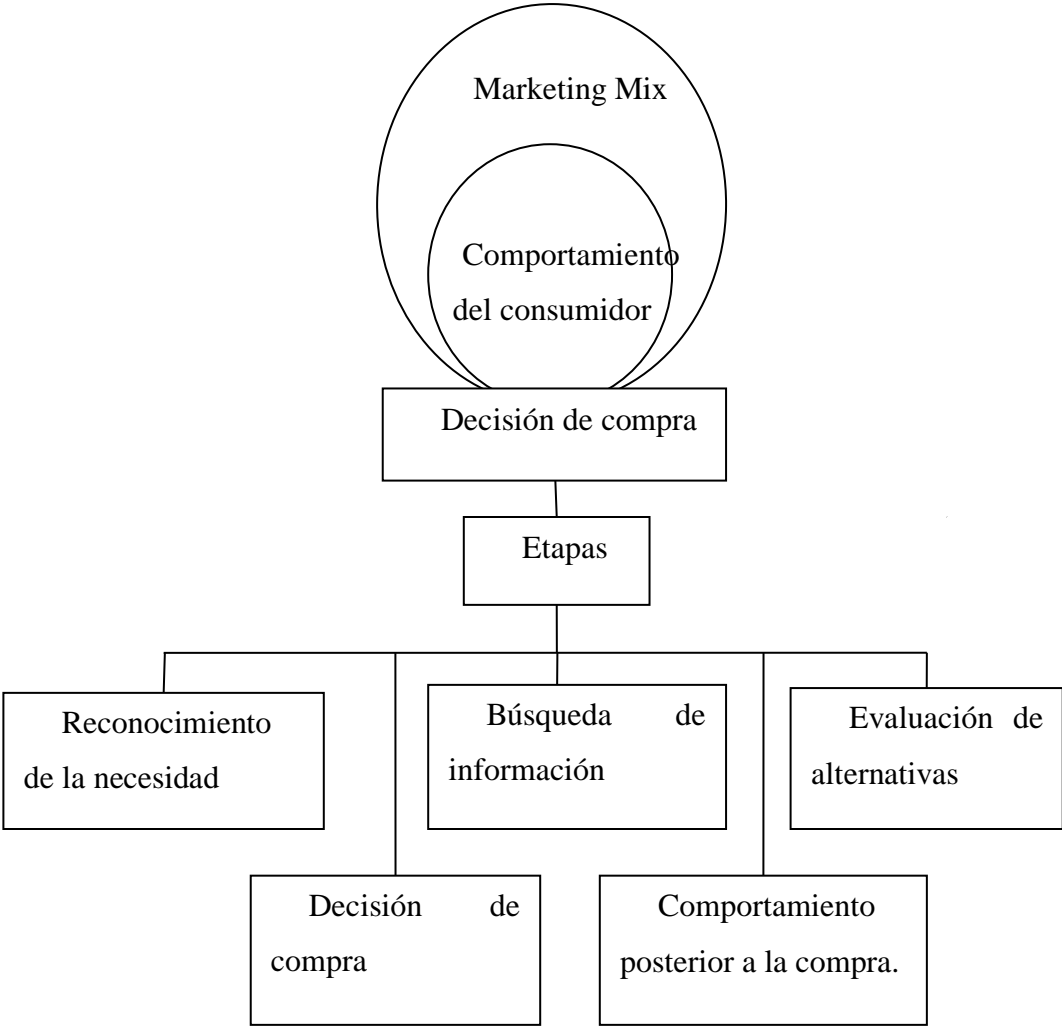 Marketing Mix
Comportamiento
del consumidor
Decisión de compra
Etapas
Reconocimiento
de la necesidad
Búsqueda de
información
Evaluación de
alternativas
Decisión de
compra
Comportamiento
posterior a la compra.